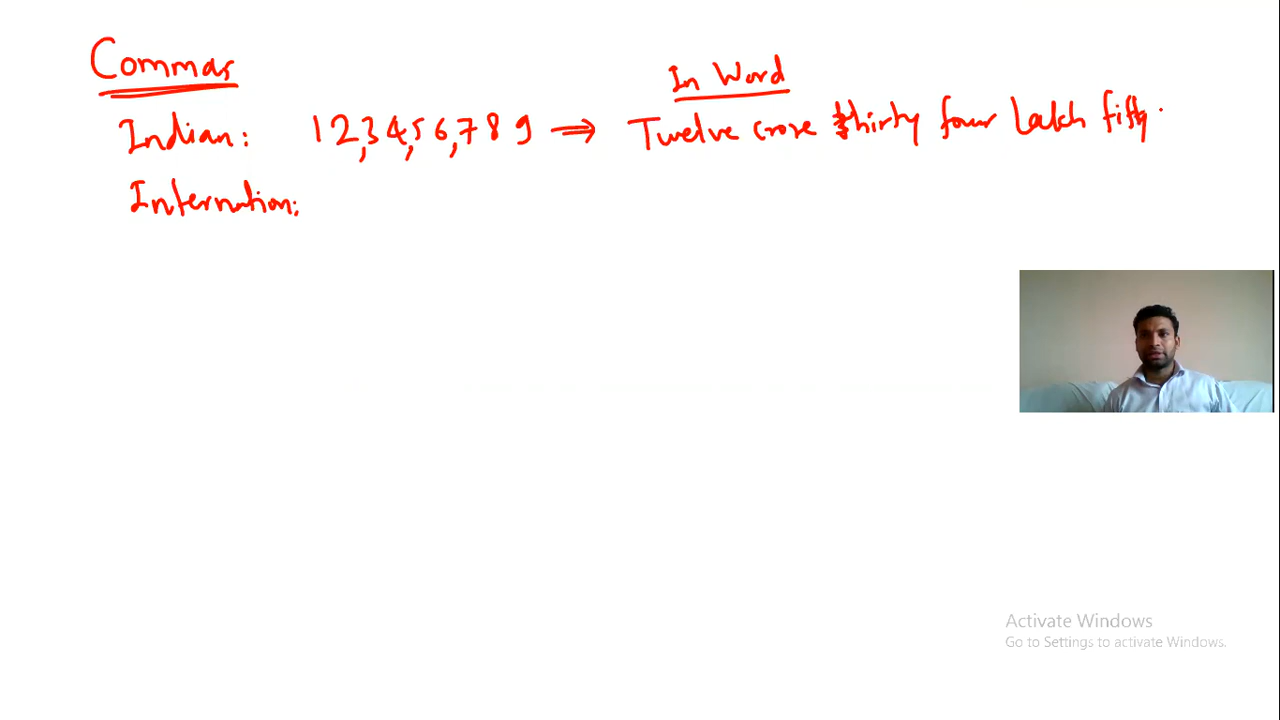 Commas
In Word
Indian: 12,34,56,789 ⇒ Twelve crore thirty four lakh fifty
Internation:
Activate Windows
Go to Settings to activate Windows.